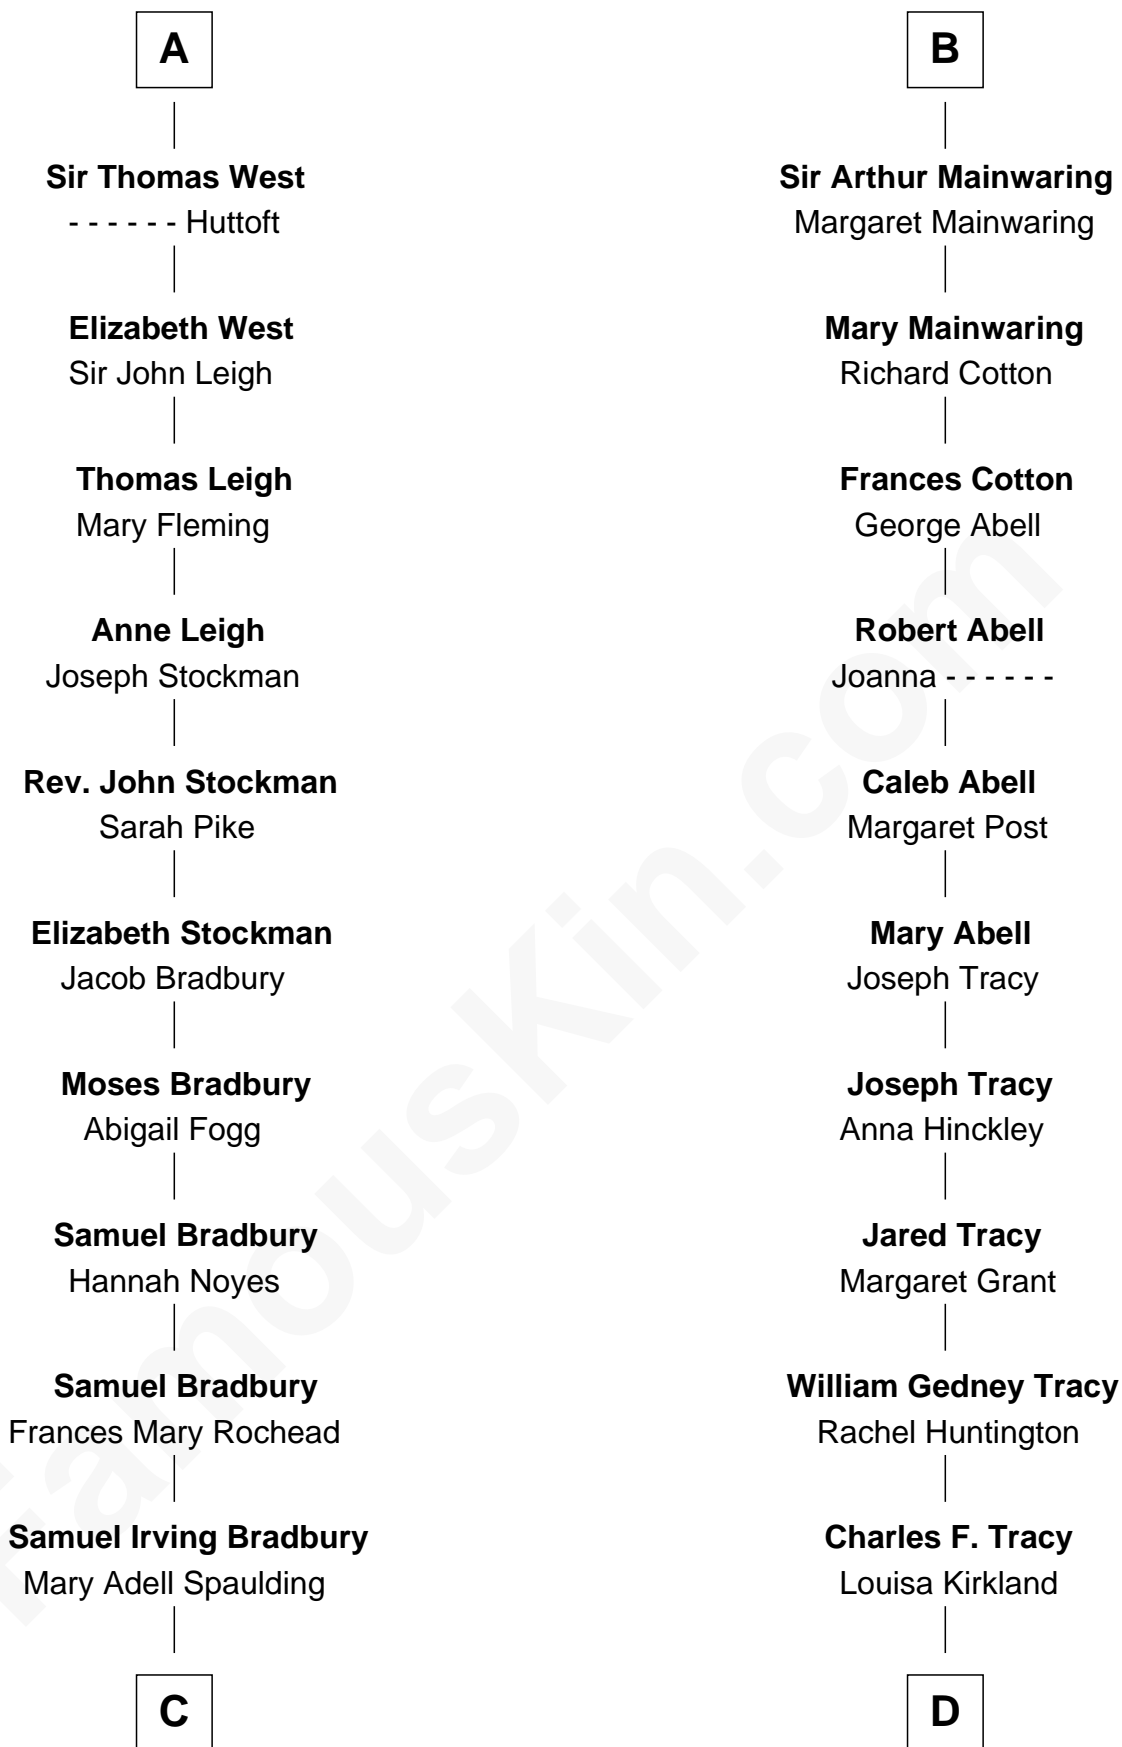 A
Sir Thomas West
- - - - - - Huttoft
Elizabeth West
Sir John Leigh
Thomas Leigh
Mary Fleming
Anne Leigh
Joseph Stockman
Rev. John Stockman
Sarah Pike
Elizabeth Stockman
Jacob Bradbury
Moses Bradbury
Abigail Fogg
Samuel Bradbury
Hannah Noyes
Samuel Bradbury
Frances Mary Rochead
Samuel Irving Bradbury
Mary Adell Spaulding
C
B
Sir Arthur Mainwaring
Margaret Mainwaring
Mary Mainwaring
Richard Cotton
Frances Cotton
George Abell
Robert Abell
Joanna - - - - - -
Caleb Abell
Margaret Post
Mary Abell
Joseph Tracy
Joseph Tracy
Anna Hinckley
Jared Tracy
Margaret Grant
William Gedney Tracy
Rachel Huntington
Charles F. Tracy
Louisa Kirkland
D
FamousKin.com